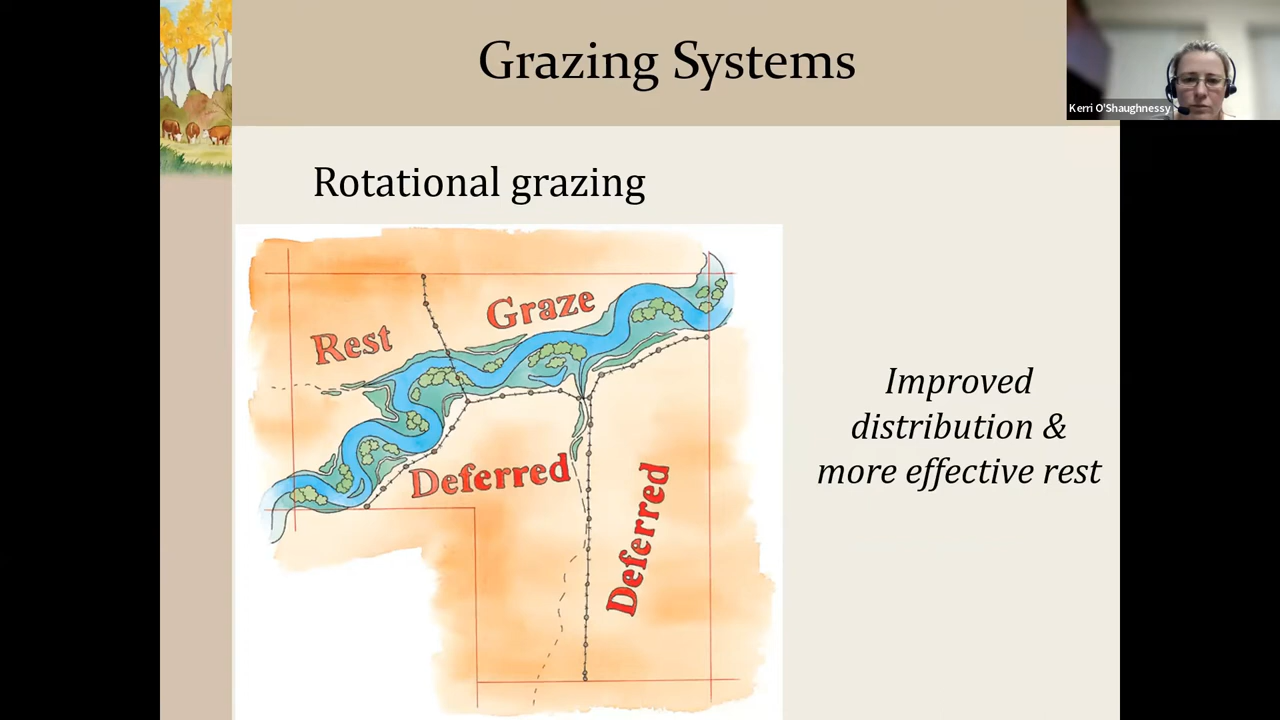 Grazing Systems
Kerri O'Shaughnessy
Rotational grazing
Graze
Rest
Deferred
Deferred
Improved
distribution &
more effective rest